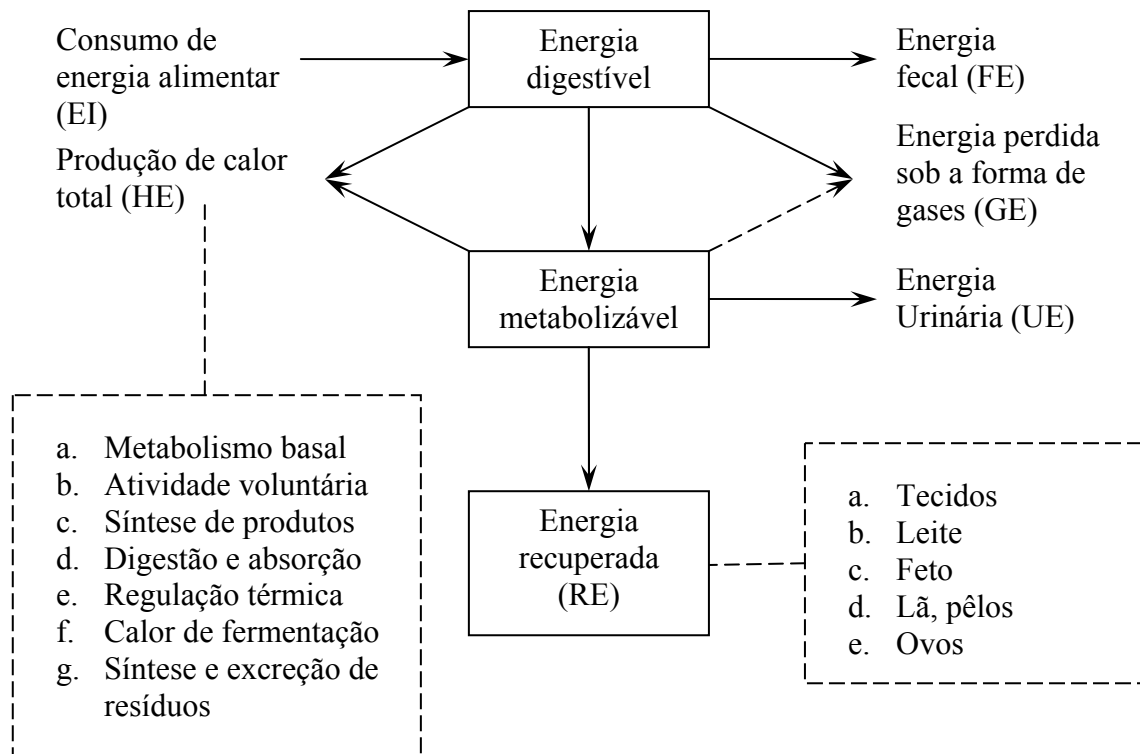 Consumo de
energia alimentar
(EI)
Energia
digestível
Energia
fecal (FE)
Produção de calor
total (HE)
Energia perdida
sob a forma de
gases (GE)
Energia
metabolizável
Energia
Urinária (UE)
a. Metabolismo basal
b. Atividade voluntária
c. Síntese de produtos
d. Digestão e absorção
e. Regulação térmica
f. Calor de fermentação
g. Síntese e excreção de
resíduos
Energia
recuperada
(RE)
a. Tecidos
b. Leite
c. Feto
d. Lã, pêlos
e. Ovos